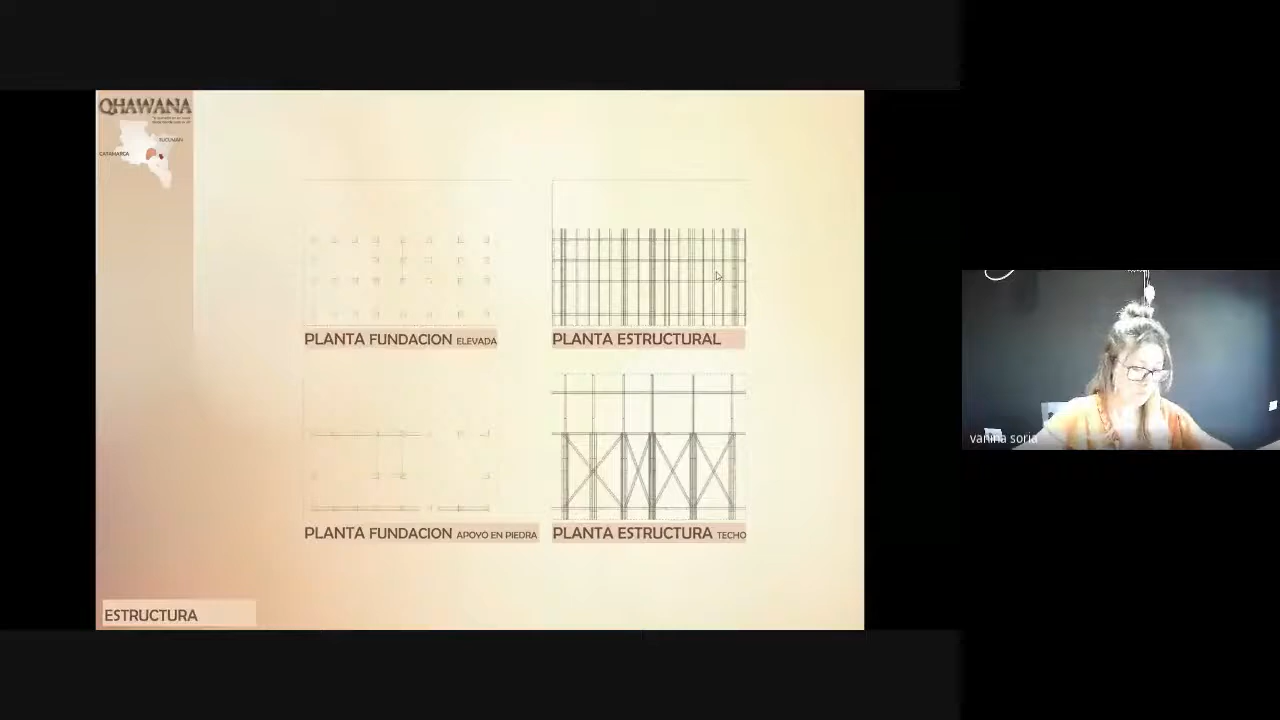 QHAWANA
TUCUMAN
CATAMARCA
PLANTA FUNDACION ELEVADA
PLANTA ESTRUCTURAL
PLANTA FUNDACION APOYO EN PIEDRA
PLANTA ESTRUCTURA TECHO
ESTRUCTURA
vanina soria